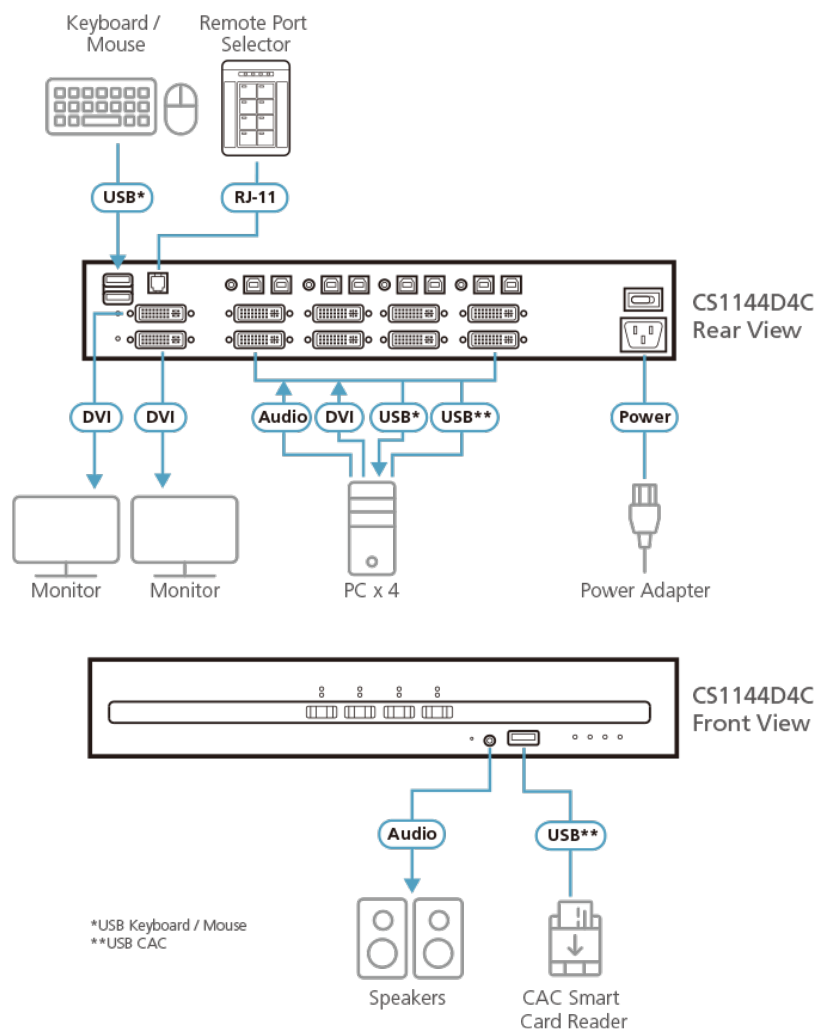 Keyboard /
Mouse
Remote Port
Selector
USB*
RJ-11
CS1144D4C
Rear View
DVI
DVI
Audio
DVI
USB*
USB**
Power
Monitor
Monitor
PC x 4
Power Adapter
CS1144D4C
Front View
Audio
USB**
*USB Keyboard / Mouse
**USB CAC
Speakers
CAC Smart
Card Reader